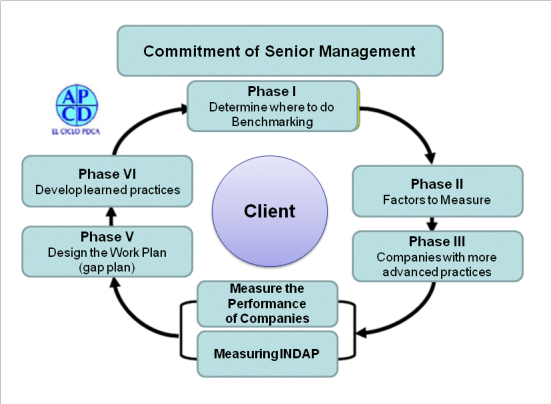 Commitment of Senior Management
Phase I
Determine where to do
Benchmarking
A P
C D
EL CICLO PDCA
Phase VI
Develop learned practices
Phase II
Factors to Measure
Client
Phase V
Design the Work Plan
(gap plan)
Phase III
Companies with more
advanced practices
Measure the
Performance
of Companies
Measuring INDAP